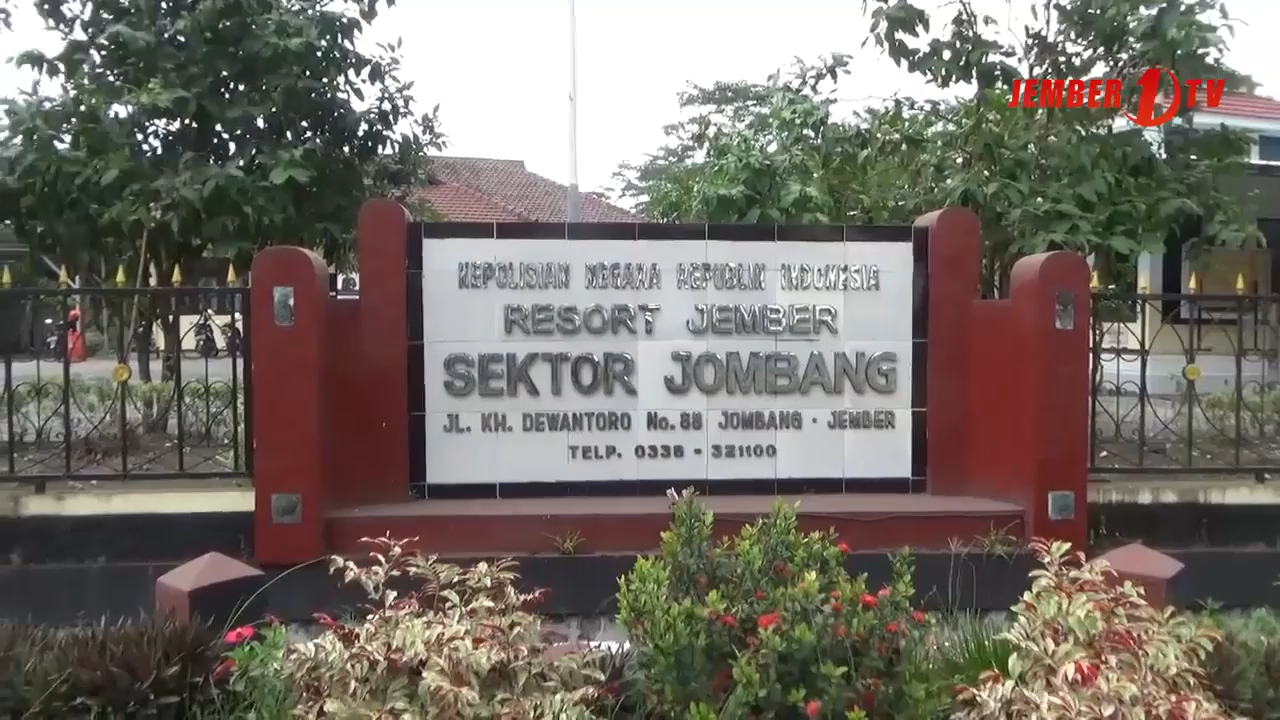 JEMBER 1 TV
KEPOLISIAN NEGARA REPUBLIK INDONESIA
RESORT JEMBER
SEKTOR JOMBANG
JL. KH. DEWANTORO No. 88 JOMBANG - JEMBER
TELP. 0336 - 321100